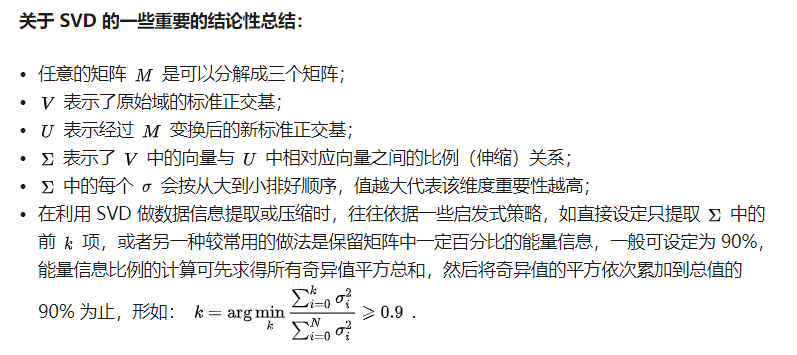 关于 SVD 的一些重要的结论性总结：
• 任意的矩阵 M 是可以分解成三个矩阵；
• V 表示了原始域的标准正交基；
• U 表示经过 M 变换后的新标准正交基；
• Σ 表示了 V 中的向量与 U 中相对应向量之间的比例（伸缩）关系；
• Σ 中的每个 σ 会按从大到小排好顺序，值越大代表该维度重要性越高；
• 在利用 SVD 做数据信息提取或压缩时，往往依据一些启发式策略，如直接设定只提取 Σ 中的
前 k 项，或者另一种较常用的做法是保留矩阵中一定百分比的能量信息，一般可设定为 90%，
能量信息比例的计算可先求得所有奇异值平方总和，然后将奇异值的平方依次累加到总值的
90% 为止，形如： k = arg min_k \frac{\sum_{i=0}^{k} σ_i^2}{\sum_{i=0}^{N} σ_i^2} ⩾ 0.9 .